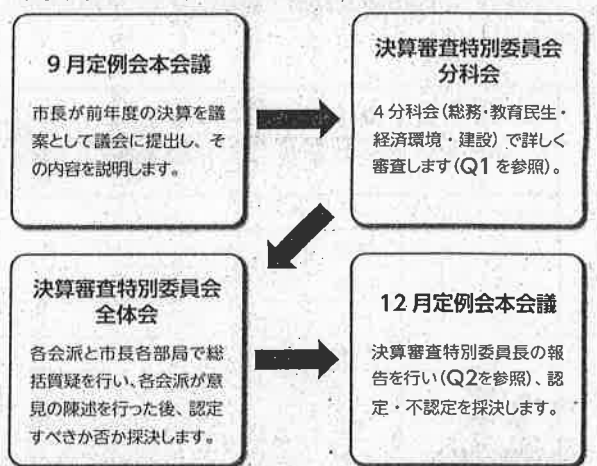 9月定例会本会議
市長が前年度の決算を議
案として議会に提出し、そ
の内容を説明します。
決算審査特別委員会
分科会
4分科会(総務・教育民生・
経済環境・建設)で詳しく
審査します(Q1を参照)。
決算審査特別委員会
全体会
各会派と市長各部局で総
括質疑を行い、各会派が意
見の陳述を行った後、認定
すべきか否か採決します。
12月定例会本会議
決算審査特別委員長の報
告を行い(Q2を参照)、認
定・不認定を採決します。